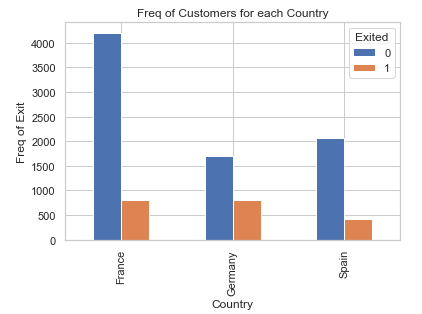 Freq of Customers for each Country
Exited
0
1
Freq of Exit
4000
3500
3000
2500
2000
1500
1000
500
0
France
Germany
Spain
Country